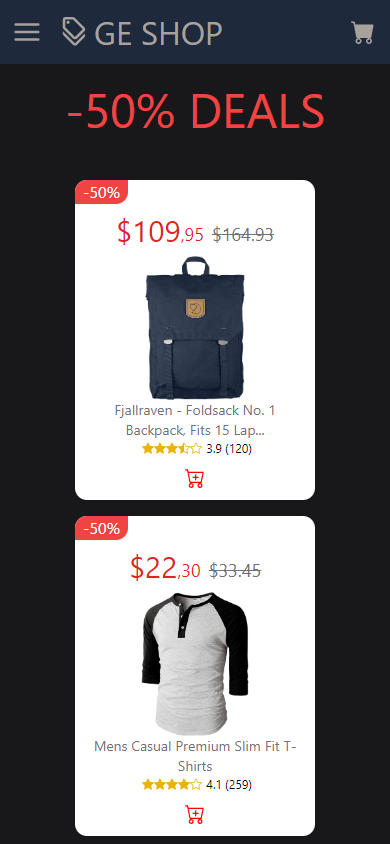 GE SHOP
-50% DEALS
-50%
$109,95 $164.93
Fjallraven - Foldsack No. 1
Backpack, Fits 15 Lap...
3.9 (120)
-50%
$22,30 $33.45
Mens Casual Premium Slim Fit T-
Shirts
4.1 (259)